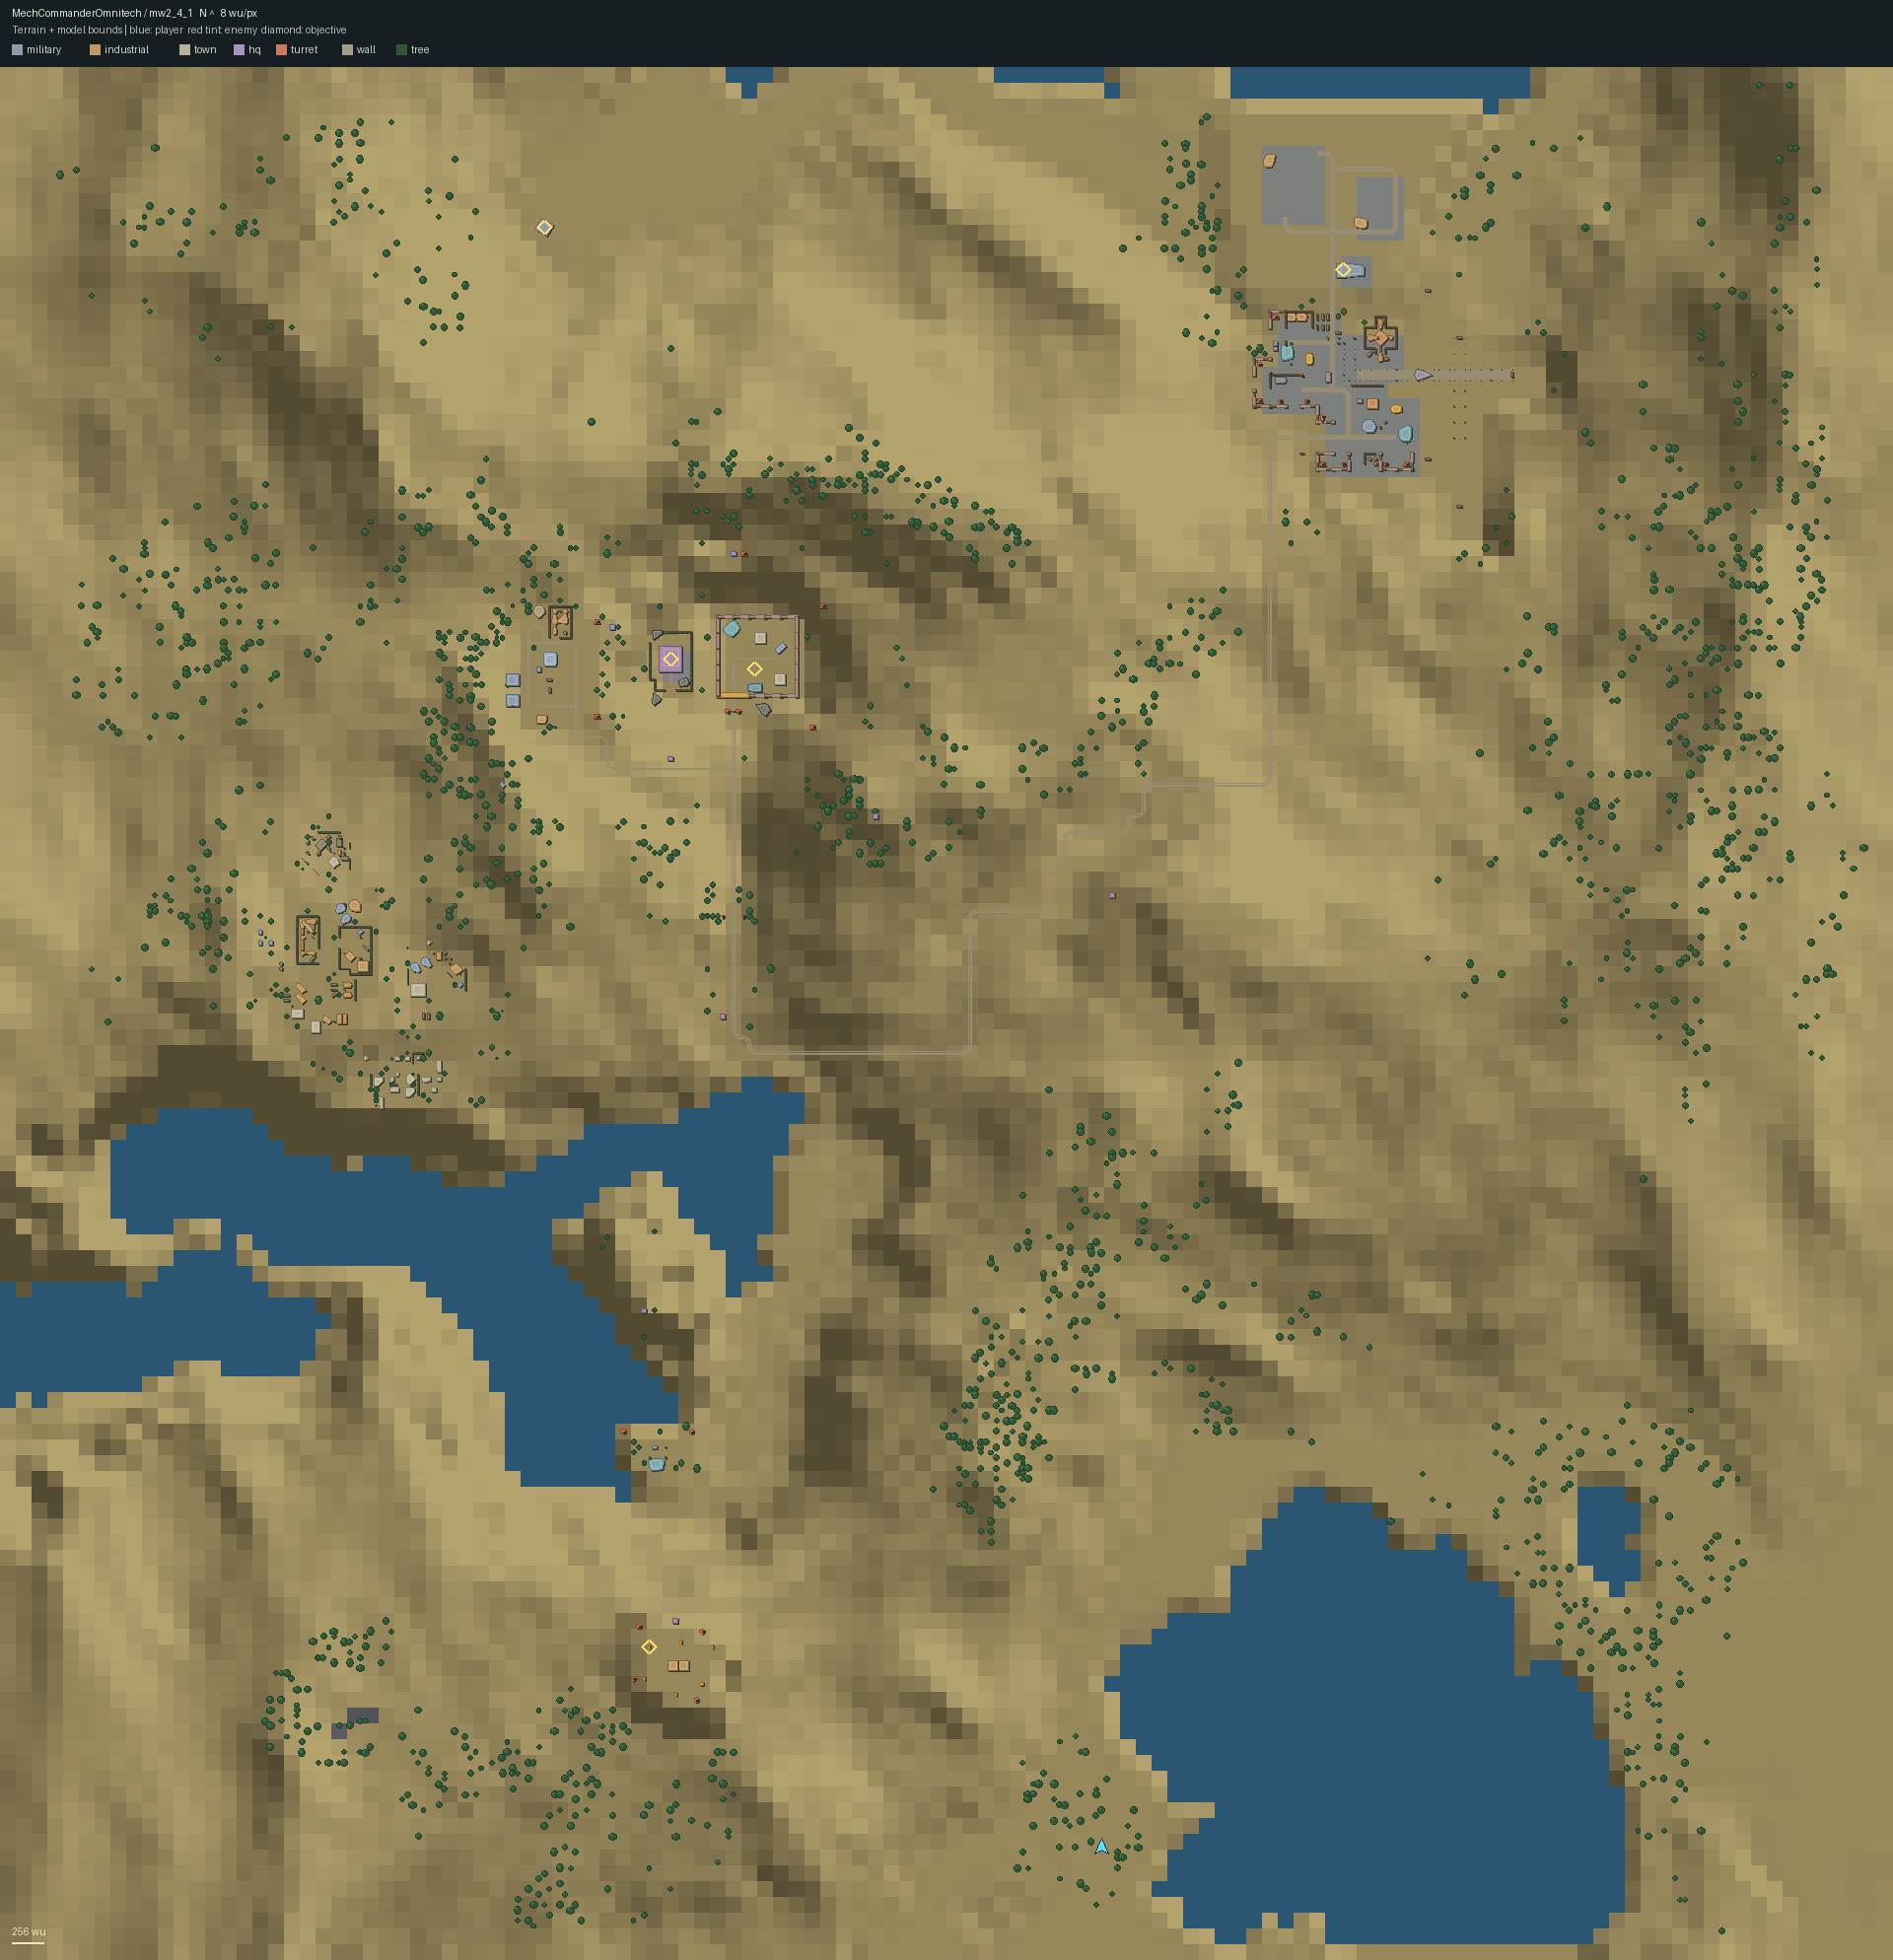 MechCommanderOmnitech / mw2_4_1 N ^ 8 wu/px
Terrain + model bounds | blue: player red tint: enemy diamond: objective
military industrial town hq turret wall tree
256 wu